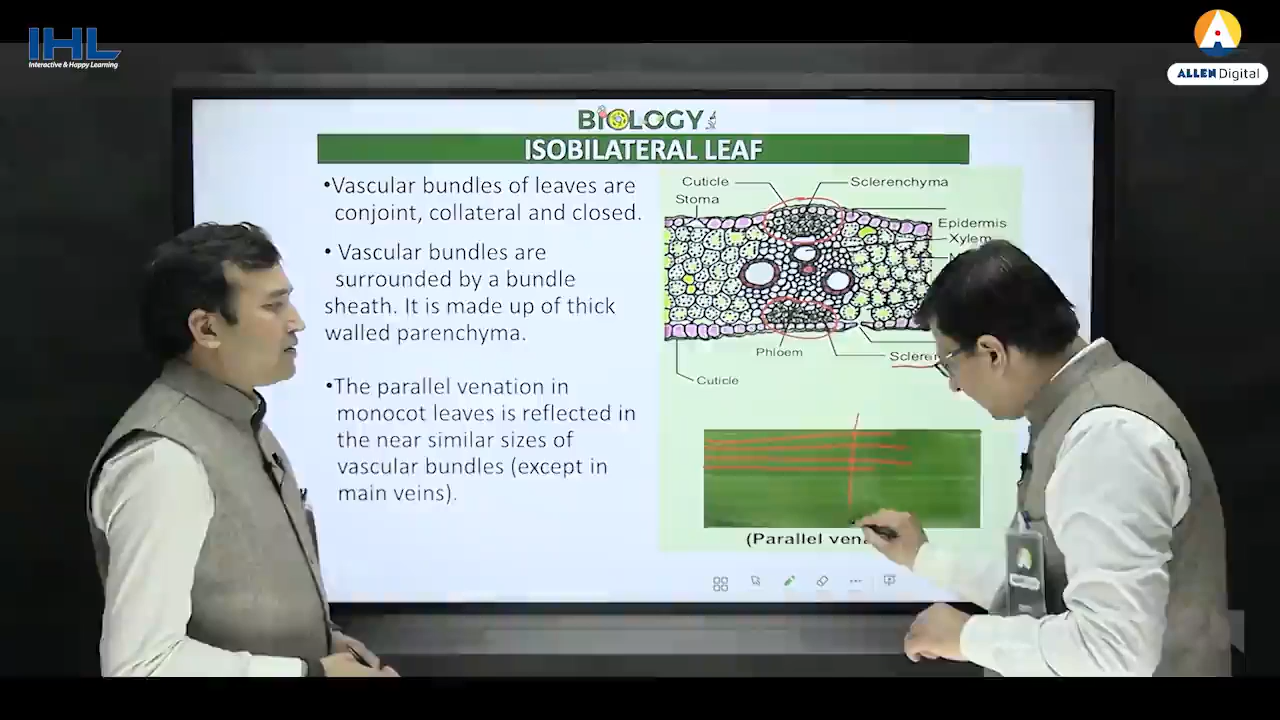 IHL
Interactive & Happy Learning
ALLEN Digital
BIOLOGY
ISOBILATERAL LEAF
•Vascular bundles of leaves are
conjoint, collateral and closed.
• Vascular bundles are
surrounded by a bundle
sheath. It is made up of thick
walled parenchyma.
•The parallel venation in
monocot leaves is reflected in
the near similar sizes of
vascular bundles (except in
main veins).
Cuticle
Sclerenchyma
Stoma
Epidermis
Xylem
Phloem
Cuticle
(Parallel